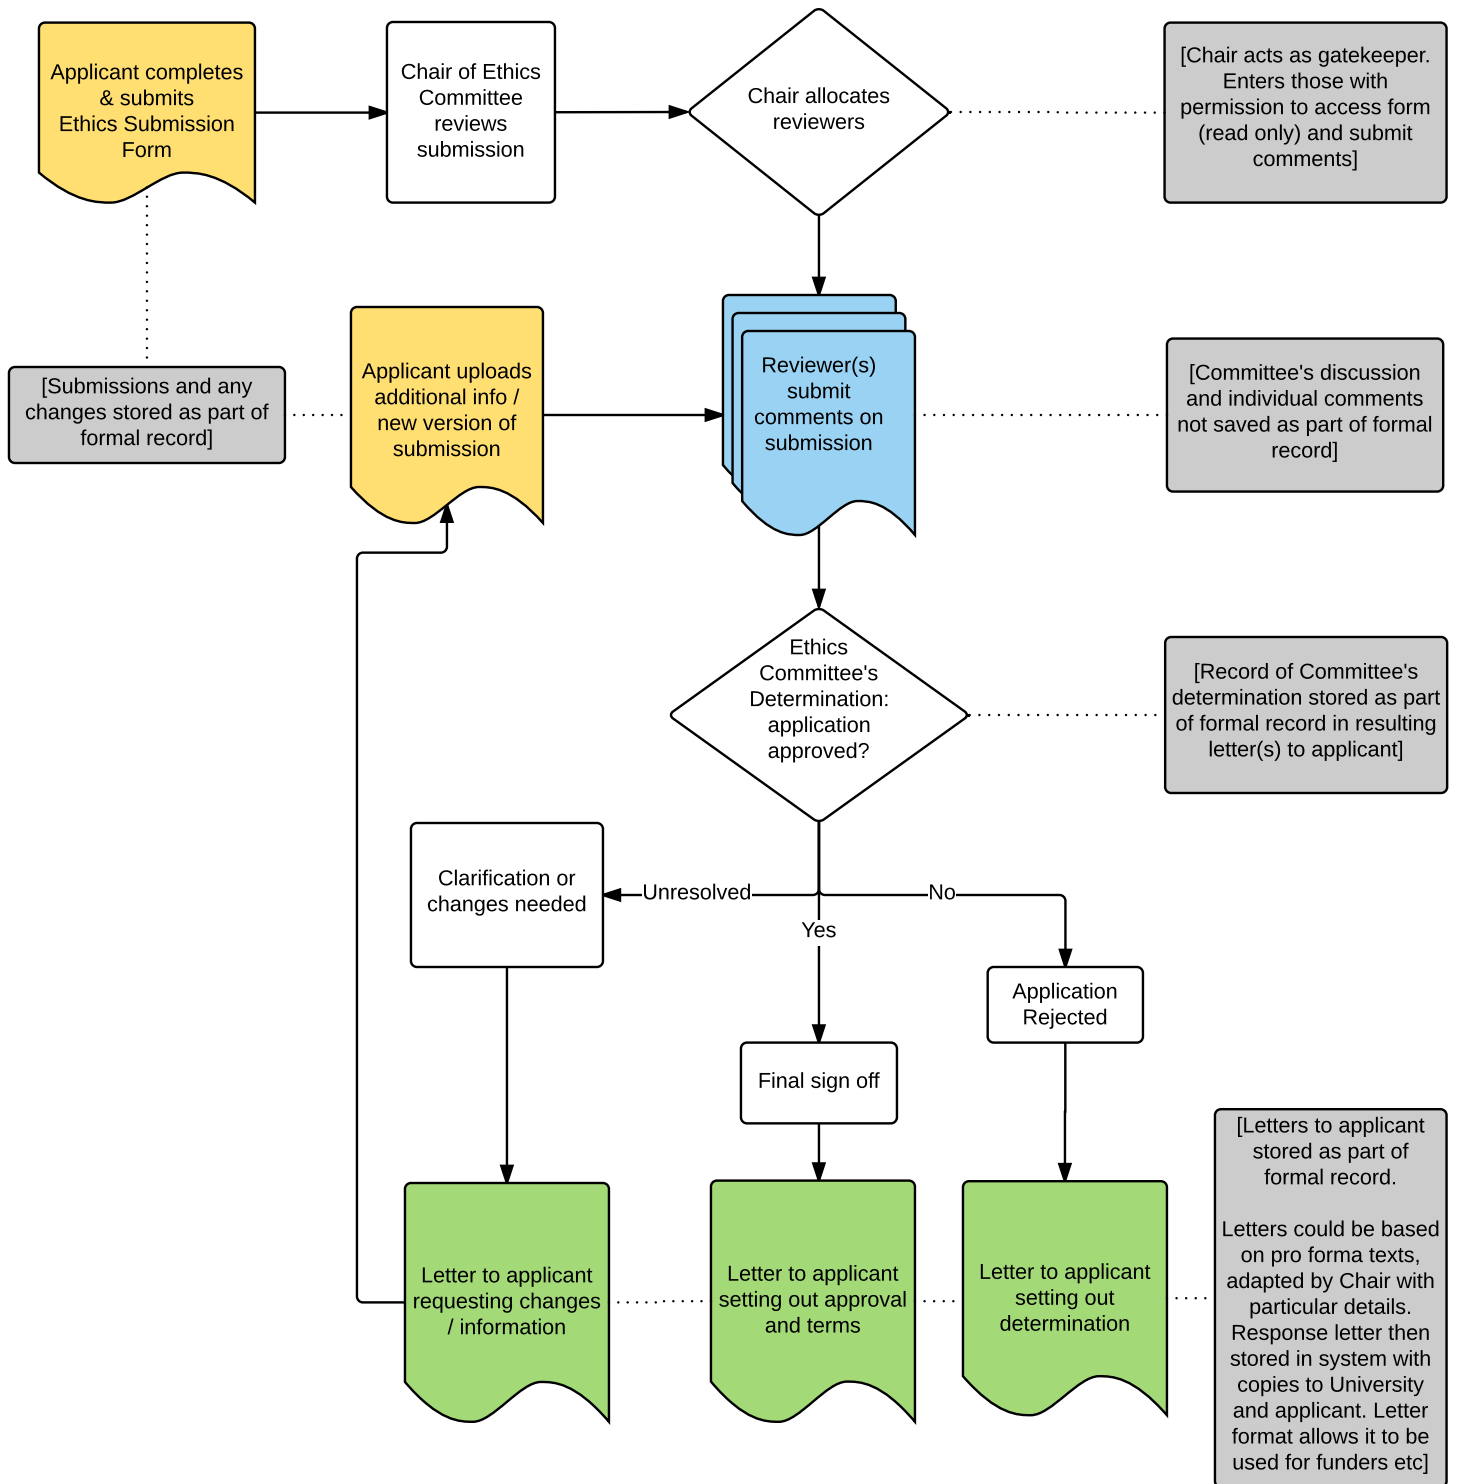 Applicant completes
& submits
Ethics Submission
Form
Chair of Ethics
Committee
reviews
submission
Chair allocates
reviewers
[Chair acts as gatekeeper.
Enters those with
permission to access form
(read only) and submit
comments]
[Submissions and any
changes stored as part of
formal record]
Applicant uploads
additional info /
new version of
submission
Reviewer(s)
submit
comments on
submission
[Committee's discussion
and individual comments
not saved as part of formal
record]
Ethics
Committee's
Determination:
application
approved?
[Record of Committee's
determination stored as part
of formal record in resulting
letter(s) to applicant]
Clarification or
changes needed
Unresolved
Yes
No
Application
Rejected
Final sign off
Letter to applicant
requesting changes
/ information
Letter to applicant
setting out approval
and terms
Letter to applicant
setting out
determination
[Letters to applicant
stored as part of
formal record.
Letters could be based
on pro forma texts,
adapted by Chair with
particular details.
Response letter then
stored in system with
copies to University
and applicant. Letter
format allows it to be
used for funders etc]